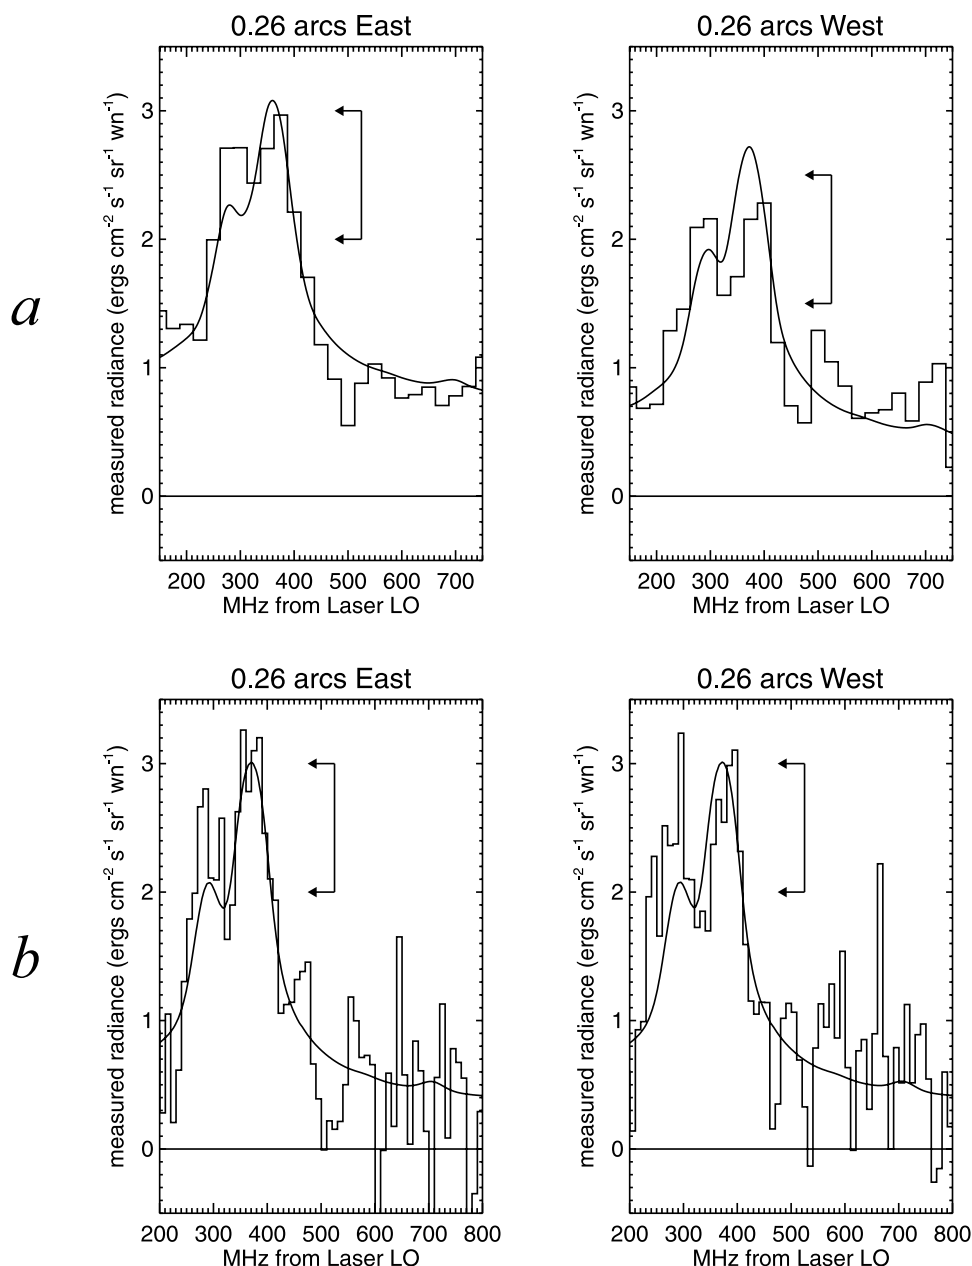 0.26 arcs East
0.26 arcs West
a
measured radiance (ergs cm-2 s-1 sr-1 wn-1)
3
2
1
0
200 300 400 500 600 700
MHz from Laser LO
measured radiance (ergs cm-2 s-1 sr-1 wn-1)
3
2
1
0
200 300 400 500 600 700
MHz from Laser LO
0.26 arcs East
0.26 arcs West
b
measured radiance (ergs cm-2 s-1 sr-1 wn-1)
3
2
1
0
200 300 400 500 600 700 800
MHz from Laser LO
measured radiance (ergs cm-2 s-1 sr-1 wn-1)
3
2
1
0
200 300 400 500 600 700 800
MHz from Laser LO